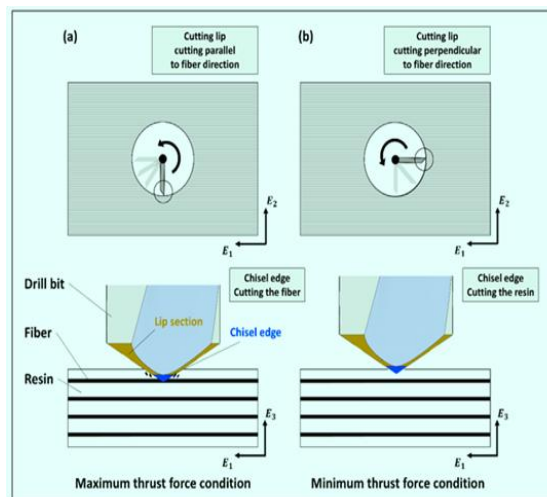 (a)
Cutting lip
cutting parallel
to fiber direction
(b)
Cutting lip
cutting perpendicular
to fiber direction
E₂
E₁
E₂
E₁
Drill bit
Fiber
Resin
Lip section
Chisel edge
Chisel edge
Cutting the fiber
Chisel edge
Cutting the resin
E₃
E₁
E₃
E₁
Maximum thrust force condition
Minimum thrust force condition